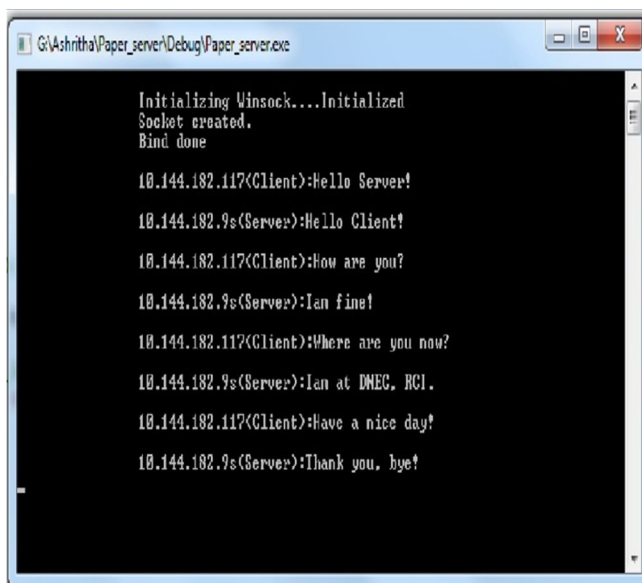 G:\Ashritha\Paper_server\Debug\Paper_server.exe
Initializing Winsock....Initialized
Socket created.
Bind done
10.144.182.117(Client):Hello Server!
10.144.182.9s(Server):Hello Client!
10.144.182.117(Client):How are you?
10.144.182.9s(Server):Iam fine!
10.144.182.117(Client):Where are you now?
10.144.182.9s(Server):Iam at DNEC, RCI.
10.144.182.117(Client):Have a nice day!
10.144.182.9s(Server):Thank you, bye!